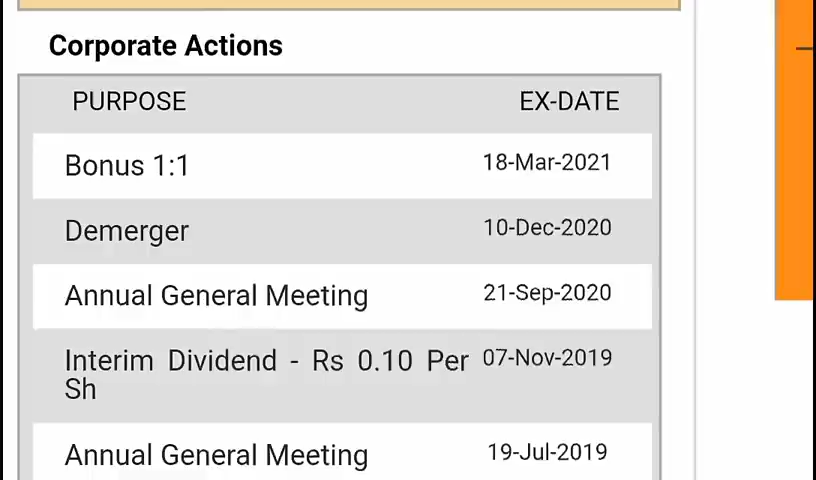 Corporate Actions
PURPOSE EX-DATE
Bonus 1:1 18-Mar-2021
Demerger 10-Dec-2020
Annual General Meeting 21-Sep-2020
Interim Dividend - Rs 0.10 Per 07-Nov-2019
Sh
Annual General Meeting 19-Jul-2019